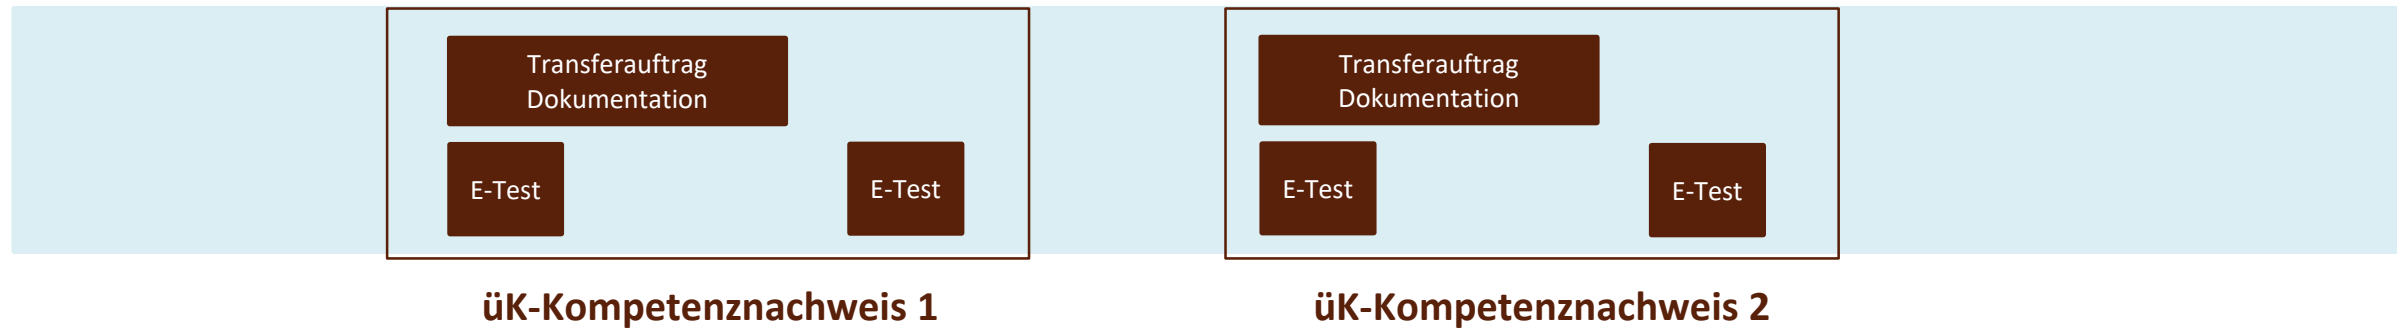 Transferauftrag
Dokumentation
E-Test
E-Test
üK-Kompetenznachweis 1
Transferauftrag
Dokumentation
E-Test
E-Test
üK-Kompetenznachweis 2